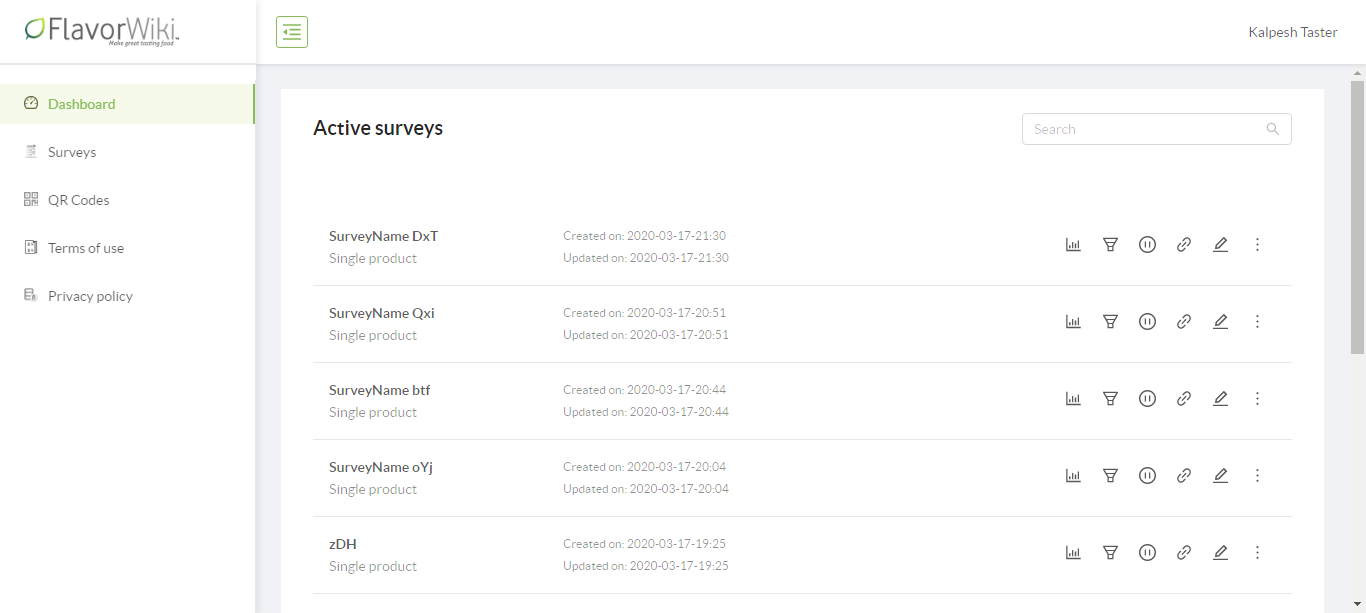 FlavorWiki
Make great tasting food
Kalpesh Taster
Dashboard
Surveys
QR Codes
Terms of use
Privacy policy
Active surveys
Search
SurveyName DxT
Single product
Created on: 2020-03-17-21:30
Updated on: 2020-03-17-21:30
SurveyName Qxi
Single product
Created on: 2020-03-17-20:51
Updated on: 2020-03-17-20:51
SurveyName btf
Single product
Created on: 2020-03-17-20:44
Updated on: 2020-03-17-20:44
SurveyName oYj
Single product
Created on: 2020-03-17-20:04
Updated on: 2020-03-17-20:04
zDH
Single product
Created on: 2020-03-17-19:25
Updated on: 2020-03-17-19:25